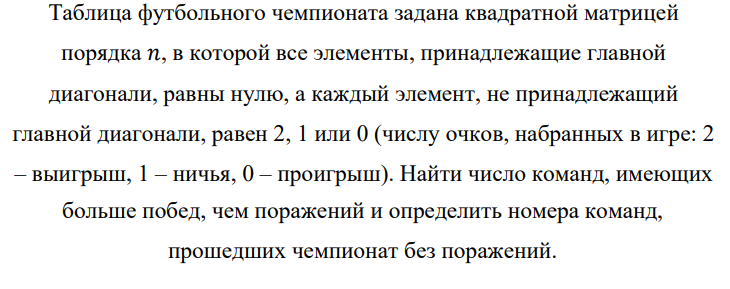 Таблица футбольного чемпионата задана квадратной матрицей
порядка n, в которой все элементы, принадлежащие главной
диагонали, равны нулю, а каждый элемент, не принадлежащий
главной диагонали, равен 2, 1 или 0 (числу очков, набранных в игре: 2
– выигрыш, 1 – ничья, 0 – проигрыш). Найти число команд, имеющих
больше побед, чем поражений и определить номера команд,
прошедших чемпионат без поражений.